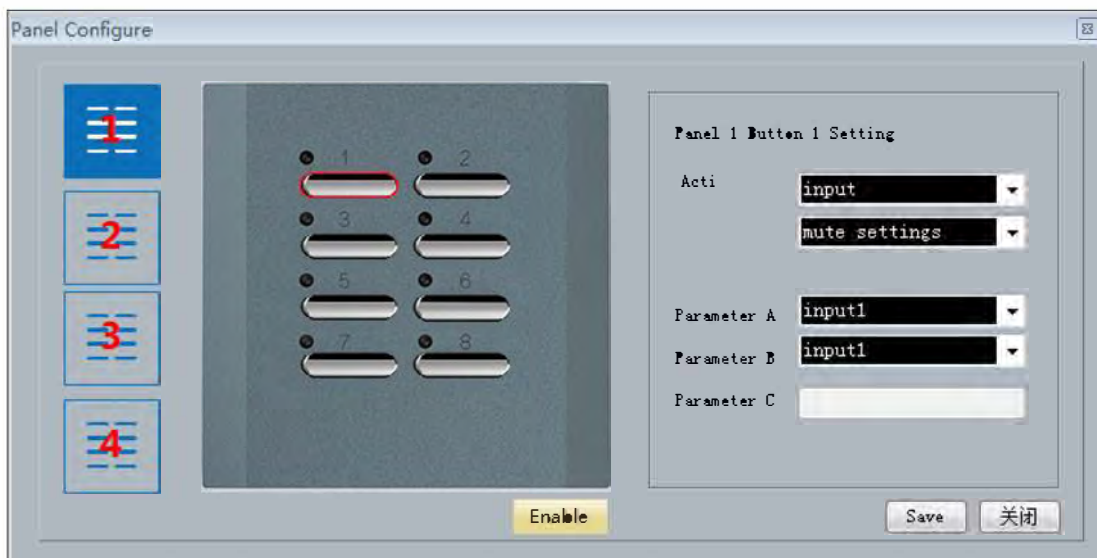 Panel Configure
1
2
3
4
1 2
3 4
5 6
7 8
Enable
Panel 1 Button 1 Setting
Acti input
mute settings
Parameter A input1
Parameter B input1
Parameter C
Save 关闭